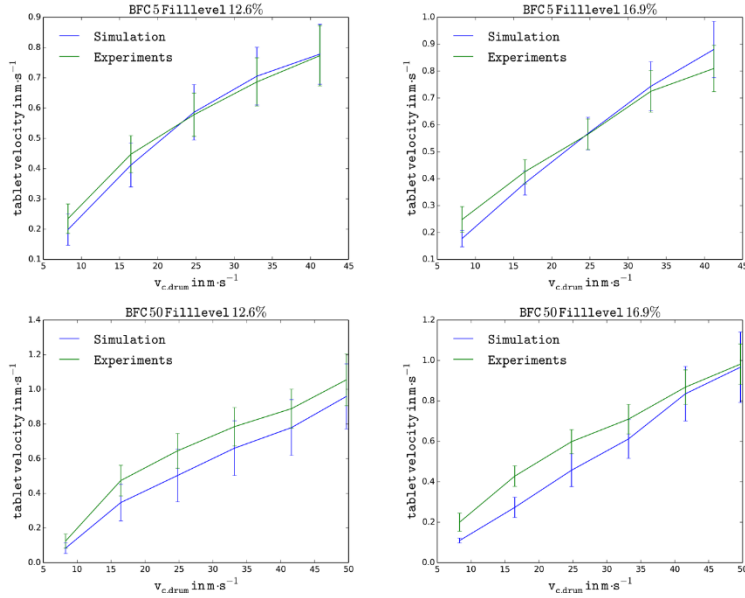 BFC 5 Filllevel 12.6%
Simulation
Experiments
tablet velocity in m·s⁻¹
0.9
0.8
0.7
0.6
0.5
0.4
0.3
0.2
0.1
5 10 15 20 25 30 35 40 45
v_c,drum in m·s⁻¹
BFC 5 Filllevel 16.9%
Simulation
Experiments
tablet velocity in m·s⁻¹
1.0
0.9
0.8
0.7
0.6
0.5
0.4
0.3
0.2
0.1
5 10 15 20 25 30 35 40 45
v_c,drum in m·s⁻¹
BFC 50 Filllevel 12.6%
Simulation
Experiments
tablet velocity in m·s⁻¹
1.4
1.2
1.0
0.8
0.6
0.4
0.2
0.0
5 10 15 20 25 30 35 40 45 50
v_c,drum in m·s⁻¹
BFC 50 Filllevel 16.9%
Simulation
Experiments
tablet velocity in m·s⁻¹
1.2
1.0
0.8
0.6
0.4
0.2
0.0
5 10 15 20 25 30 35 40 45 50
v_c,drum in m·s⁻¹